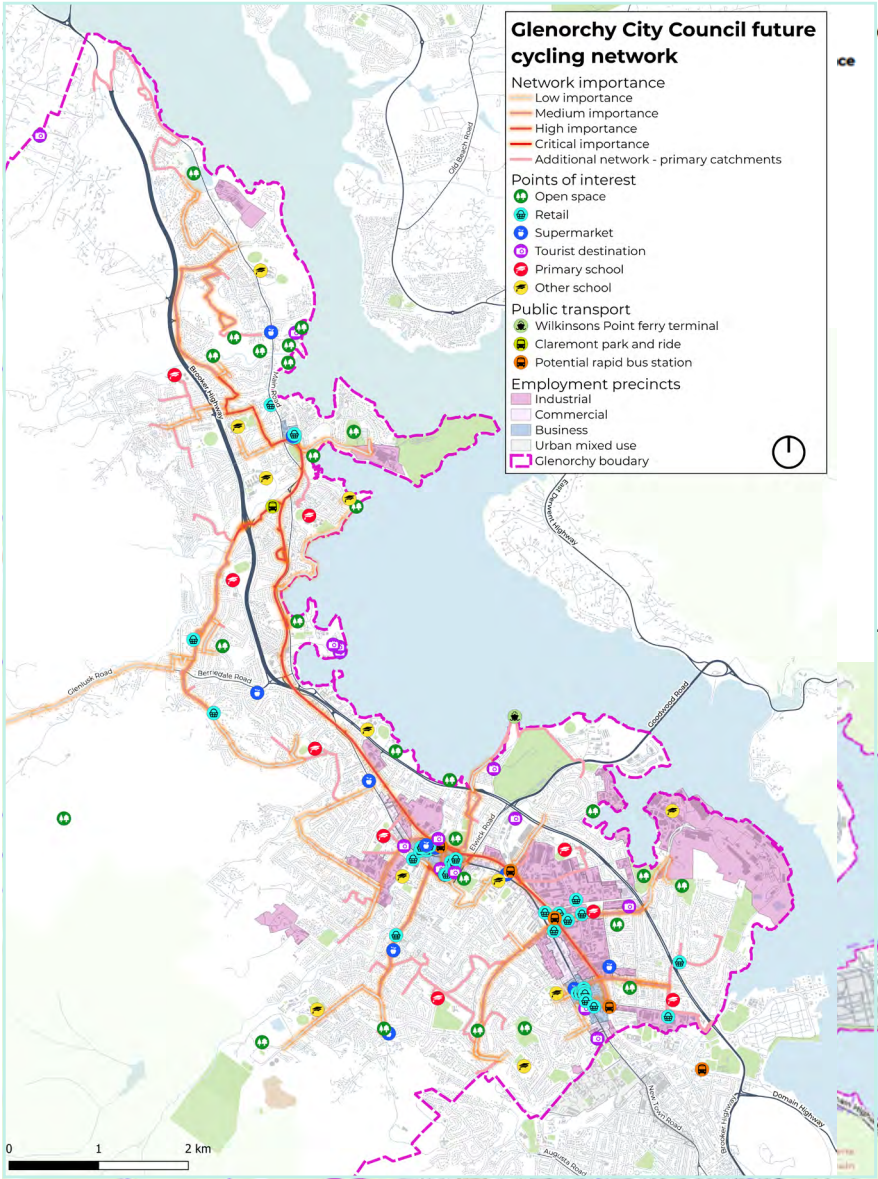 Glenorchy City Council future
cycling network
Network importance
Low importance
Medium importance
High importance
Critical importance
Additional network - primary catchments
Points of interest
Open space
Retail
Supermarket
Tourist destination
Primary school
Other school
Public transport
Wilkinsons Point ferry terminal
Claremont park and ride
Potential rapid bus station
Employment precincts
Industrial
Commercial
Business
Urban mixed use
Glenorchy boudary
Old Beach Road
Main Road
Brooker Highway
East Derwent Highway
Glenlusk Road
Berriedale Road
Goodwood Road
Elwick Road
New Town Road
Brooker Highway
Domain Highway
Augusta Road
0 1 2 km